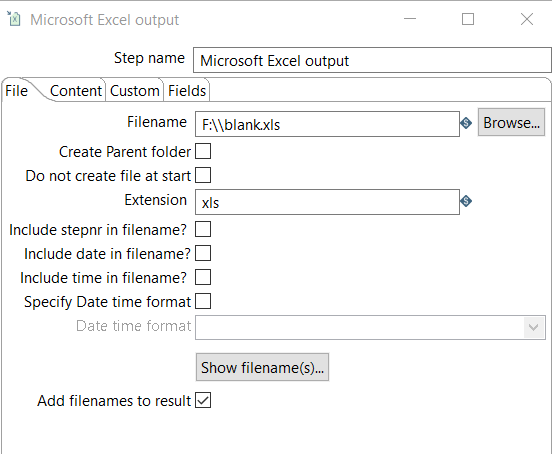 Microsoft Excel output
Step name Microsoft Excel output
File Content Custom Fields
Filename F:\\blank.xls Browse...
Create Parent folder
Do not create file at start
Extension xls
Include stepnr in filename?
Include date in filename?
Include time in filename?
Specify Date time format
Date time format
Show filename(s)...
Add filenames to result